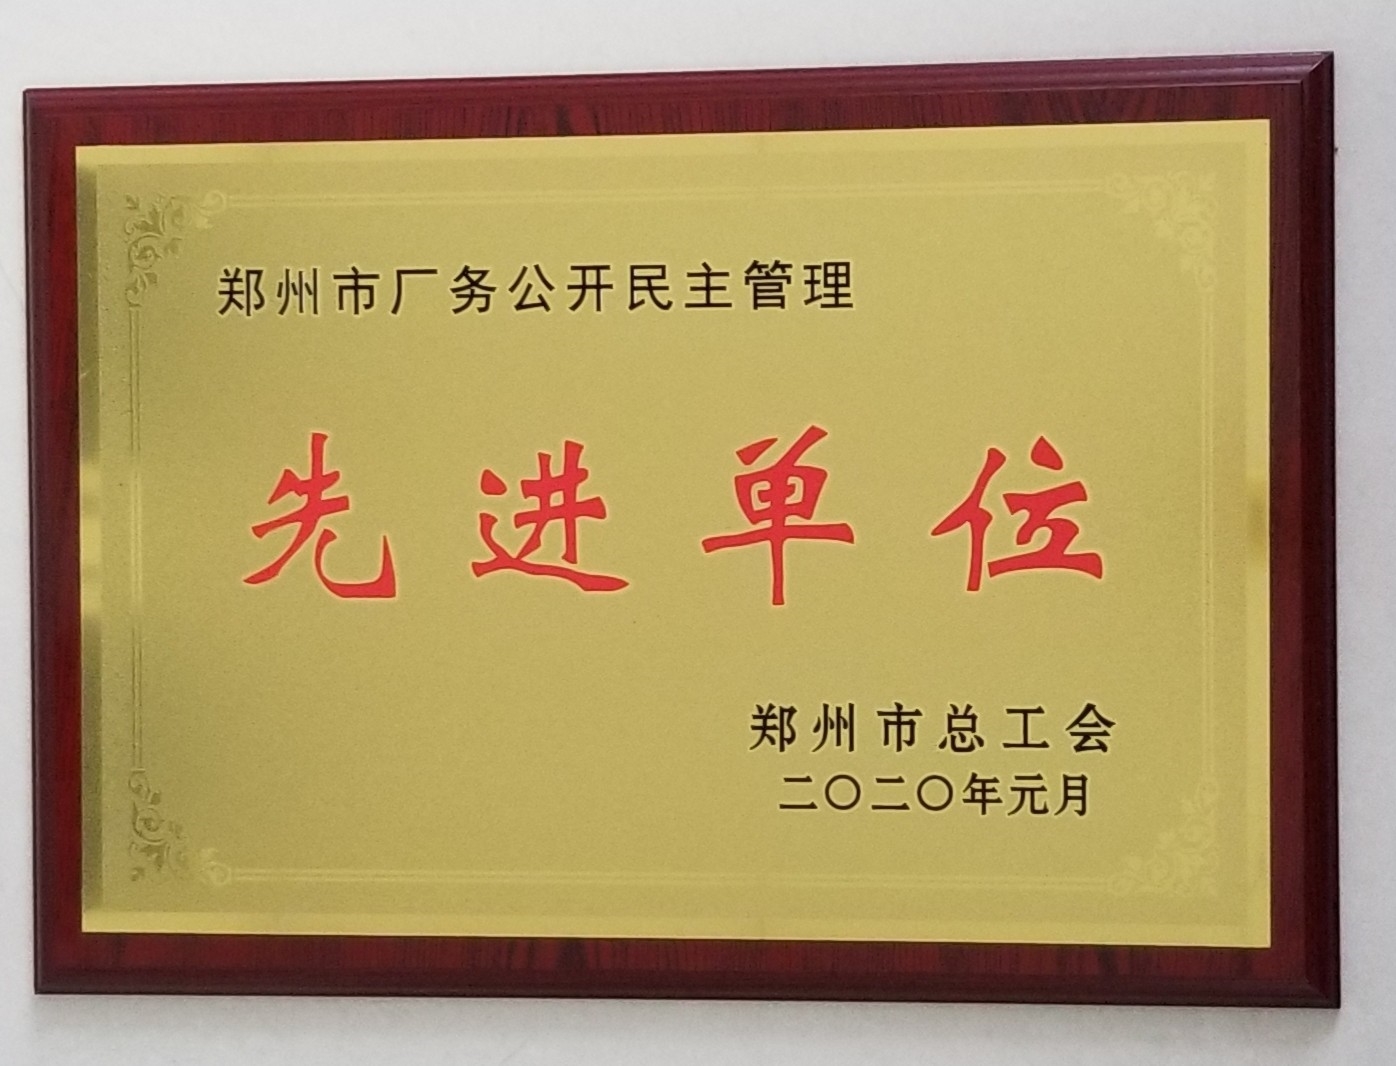 郑州市厂务公开民主管理
先进单位
郑州市总工会
二〇二〇年元月